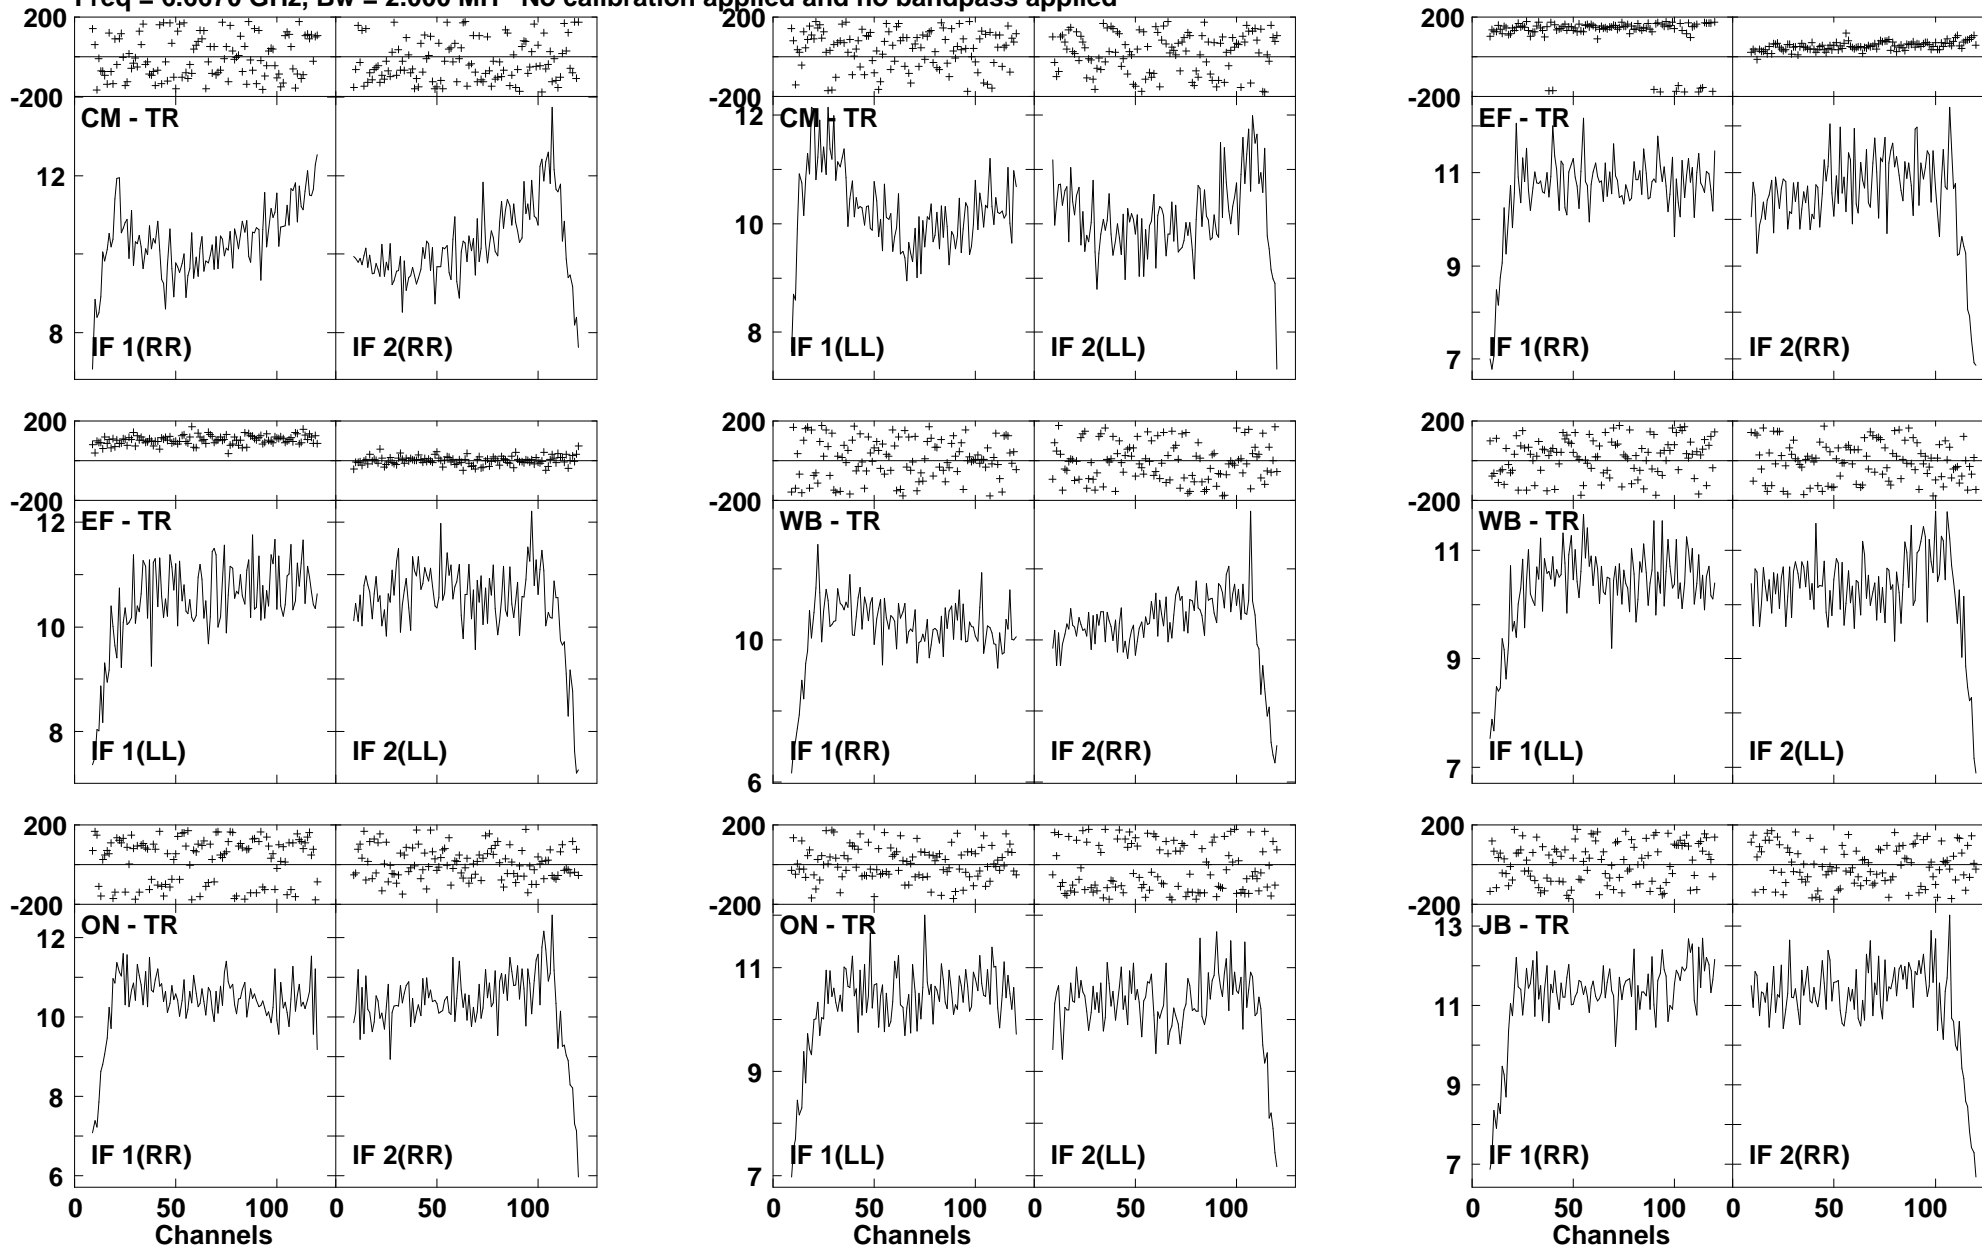 No calibration applied and no bandpass applied
200
-200
CM - TR
12
8
IF 1(RR)
IF 2(RR)
-200
12
CM - TR
10
8
IF 1(LL)
IF 2(LL)
200
-200
EF - TR
11
9
7
IF 1(RR)
IF 2(RR)
200
-200
12
EF - TR
10
8
IF 1(LL)
IF 2(LL)
200
-200
WB - TR
10
6
IF 1(RR)
IF 2(RR)
200
-200
WB - TR
11
9
7
IF 1(LL)
IF 2(LL)
200
-200
ON - TR
12
10
8
6
IF 1(RR)
IF 2(RR)
0 50 100 0 50 100
Channels
200
-200
ON - TR
11
9
7
IF 1(LL)
IF 2(LL)
0 50 100 0 50 100
Channels
200
-200
13
JB - TR
11
9
7
IF 1(RR)
IF 2(RR)
0 50 100 0 50 100
Channels